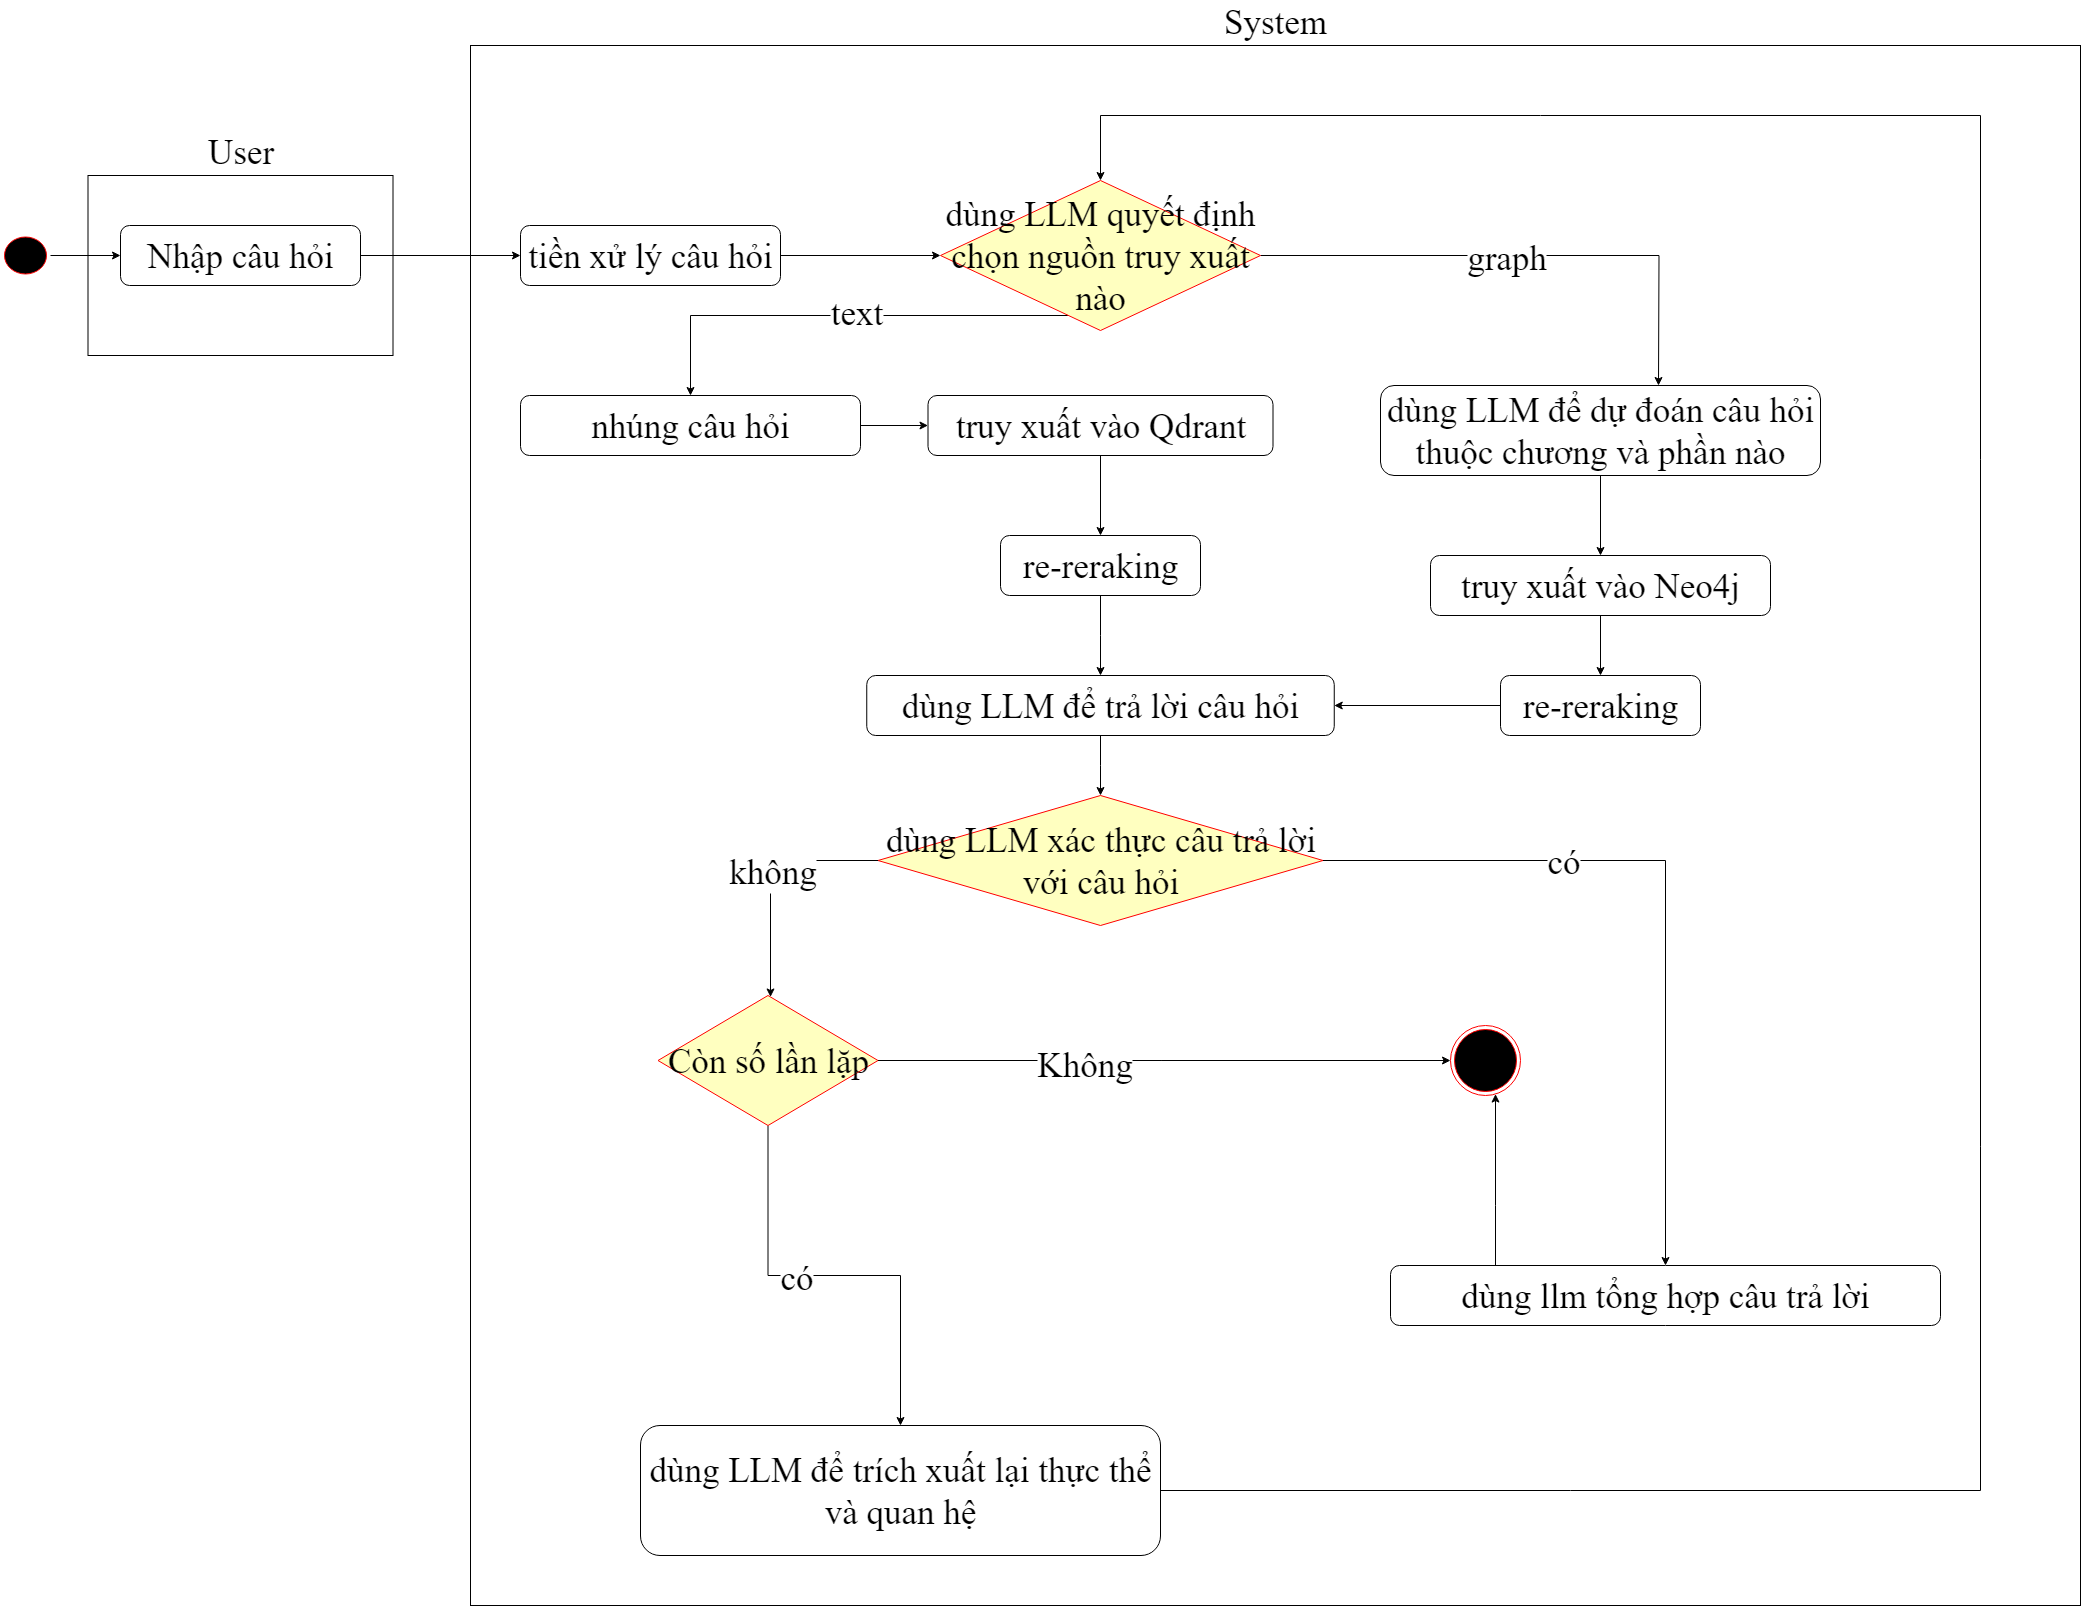 System
User
Nhập câu hỏi
tiền xử lý câu hỏi
dùng LLM quyết định
chọn nguồn truy xuất
nào
graph
text
nhúng câu hỏi
truy xuất vào Qdrant
dùng LLM để dự đoán câu hỏi
thuộc chương và phần nào
re-reraking
truy xuất vào Neo4j
dùng LLM để trả lời câu hỏi
re-reraking
dùng LLM xác thực câu trả lời
với câu hỏi
không
có
Còn số lần lặp
Không
có
dùng llm tổng hợp câu trả lời
dùng LLM để trích xuất lại thực thể
và quan hệ